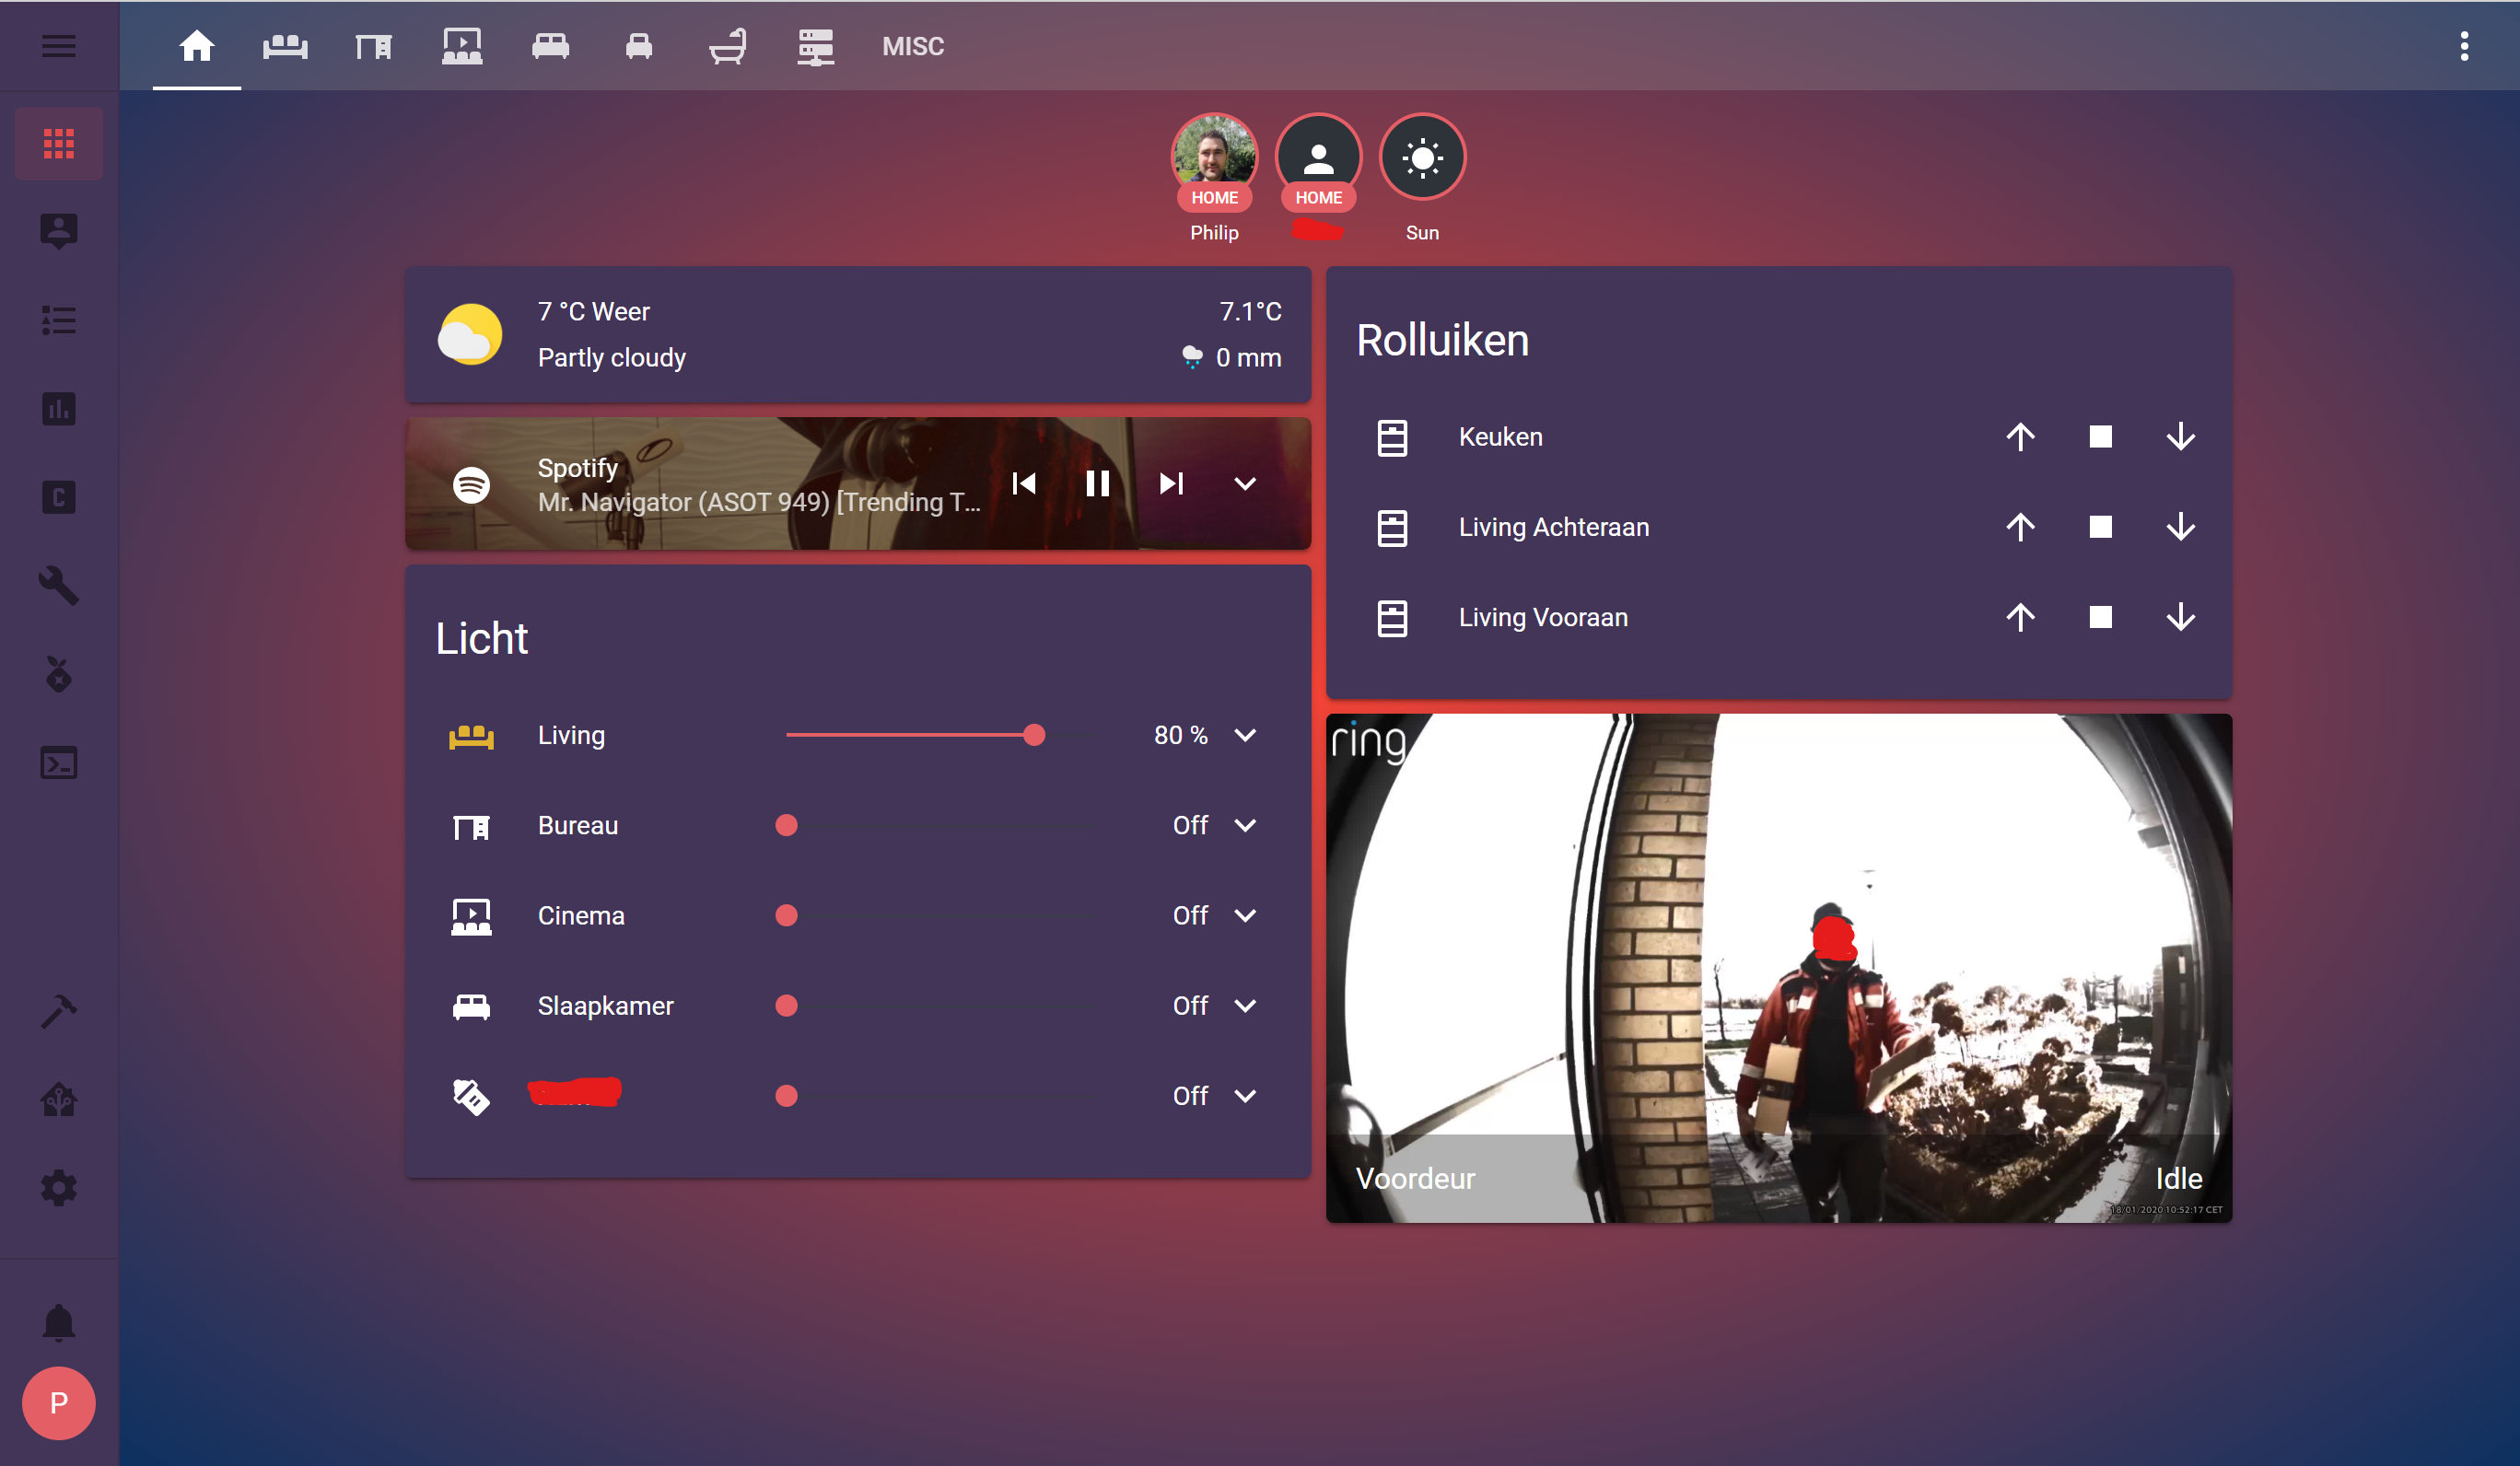 MISC
HOME
HOME
Philip
Sun
7 °C Weer
7.1°C
Partly cloudy
0 mm
Spotify
Mr. Navigator (ASOT 949) [Trending T...
Licht
Living
80 %
Bureau
Off
Cinema
Off
Slaapkamer
Off
Off
Rolluiken
Keuken
Living Achteraan
Living Vooraan
ring
Voordeur
Idle
18/01/2020 10:52:17 CET
C
P